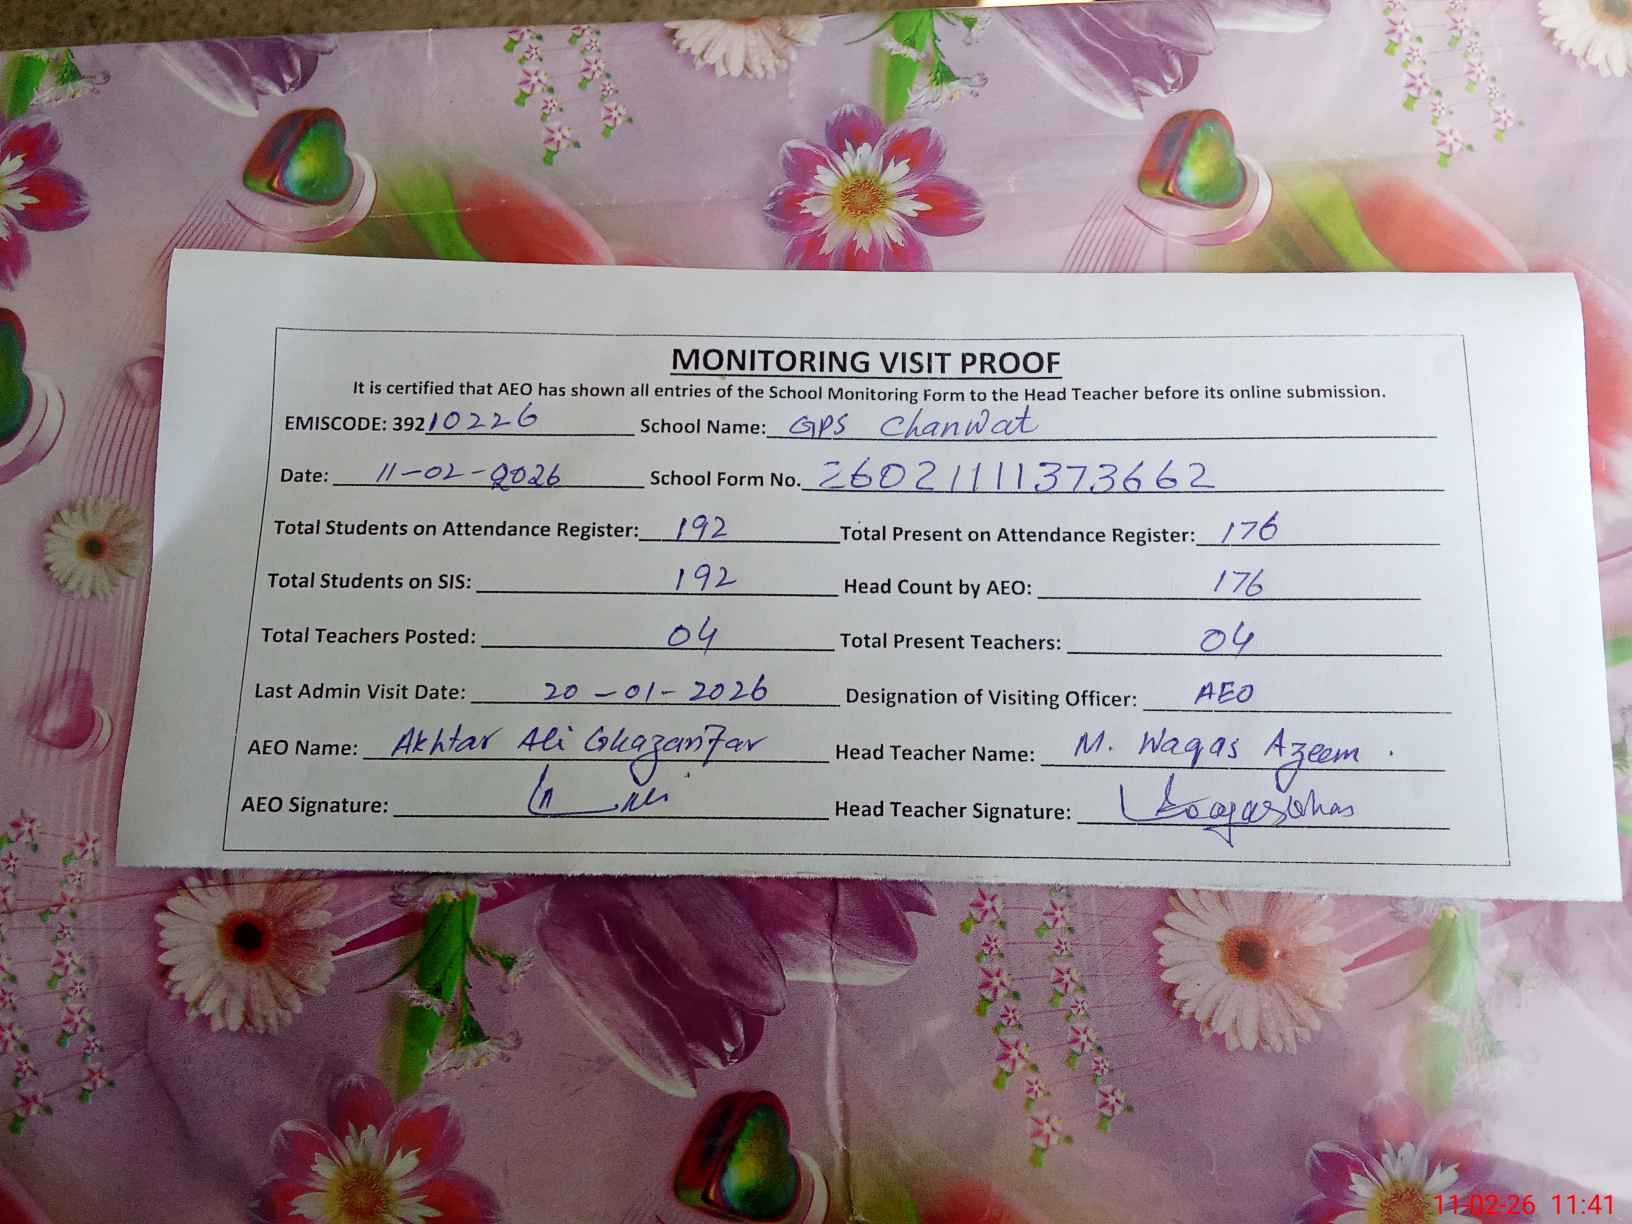 MONITORING VISIT PROOF
It is certified that AEO has shown all entries of the School Monitoring Form to the Head Teacher before its online submission.
EMISCODE: 39210226 School Name: GPS Chanwat
Date: 11-02-2026 School Form No. 26021111373662
Total Students on Attendance Register: 192 Total Present on Attendance Register: 176
Total Students on SIS: 192 Head Count by AEO: 176
Total Teachers Posted: 04 Total Present Teachers: 04
Last Admin Visit Date: 20-01-2026 Designation of Visiting Officer: AEO
AEO Name: Akhtar Ali Ghazanfar Head Teacher Name: M. Waqas Azeem .
AEO Signature: Head Teacher Signature:
11-02-26 11:41